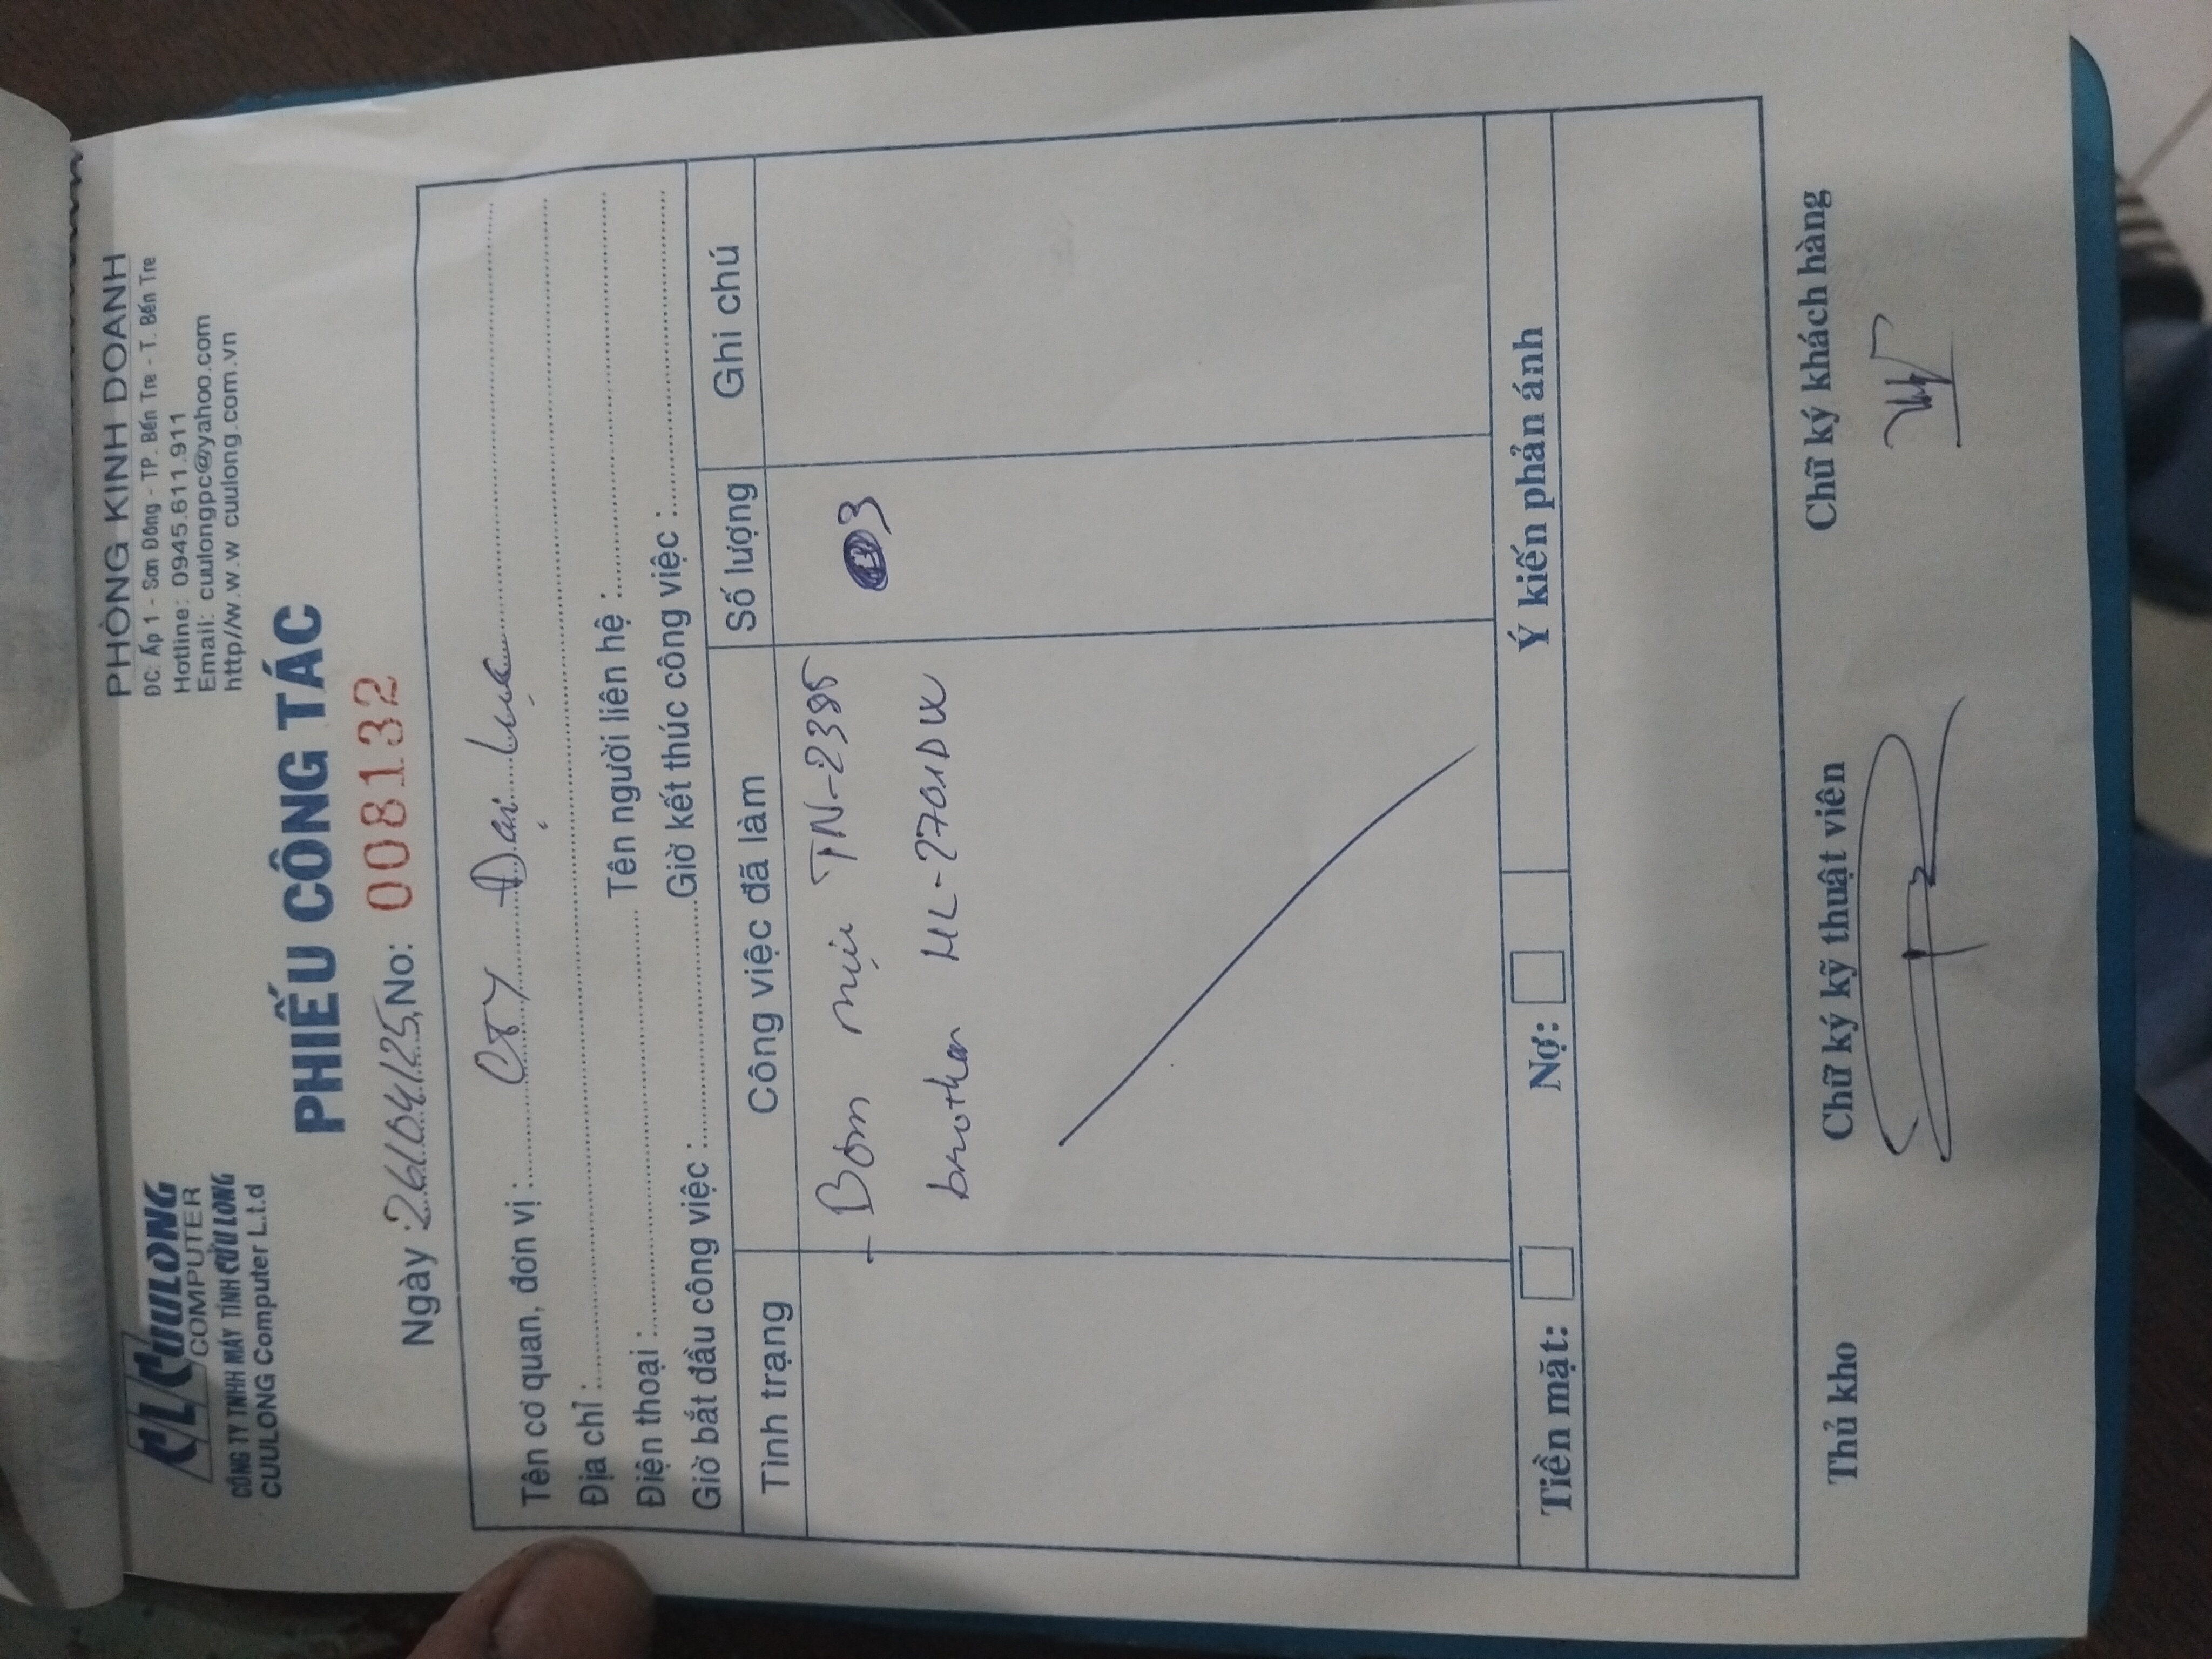 CUULONG
COMPUTER
CÔNG TY TNHH MÁY TÍNH CỬU LONG
CUULONG Computer L.t.d
PHÒNG KINH DOANH
ĐC: Ấp 1 - Sơn Đông - TP. Bến Tre - T. Bến Tre
Hotline: 0945.611.911
Email: cuulongpc@yahoo.com
http//w.w.w cuulong.com.vn
PHIẾU CÔNG TÁC
Ngày 26/04/25, No: 008132
Tên cơ quan, đơn vị: CTY Đại Lực
Địa chỉ:
Điện thoại: Tên người liên hệ:
Giờ bắt đầu công việc: Giờ kết thúc công việc:
Tình trạng Công việc đã làm Số lượng Ghi chú
- Bơm mực TN-2385 03
brother HL-2701DW
Tiền mặt: Nợ: Ý kiến phản ánh
Thủ kho Chữ ký kỹ thuật viên Chữ ký khách hàng